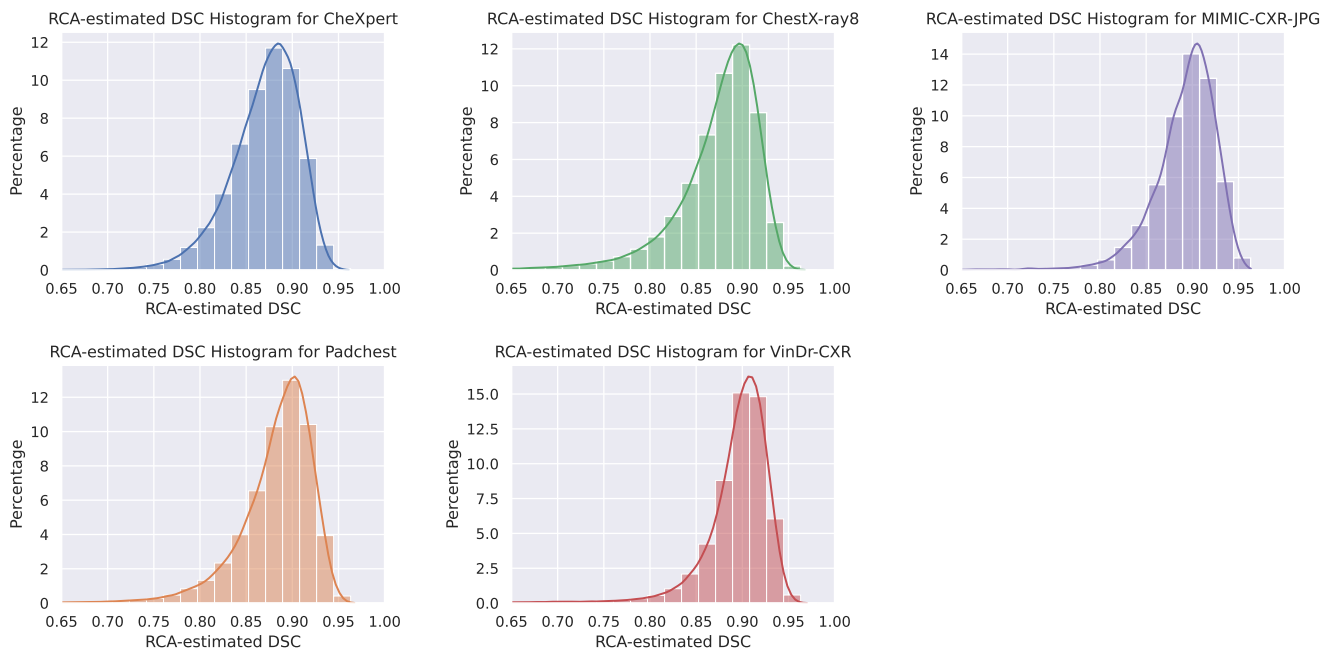 RCA-estimated DSC Histogram for CheXpert
12
10
8
6
4
2
0
Percentage
0.65 0.70 0.75 0.80 0.85 0.90 0.95 1.00
RCA-estimated DSC
RCA-estimated DSC Histogram for ChestX-ray8
12
10
8
6
4
2
0
Percentage
0.65 0.70 0.75 0.80 0.85 0.90 0.95 1.00
RCA-estimated DSC
RCA-estimated DSC Histogram for MIMIC-CXR-JPG
14
12
10
8
6
4
2
0
Percentage
0.65 0.70 0.75 0.80 0.85 0.90 0.95 1.00
RCA-estimated DSC
RCA-estimated DSC Histogram for Padchest
12
10
8
6
4
2
0
Percentage
0.65 0.70 0.75 0.80 0.85 0.90 0.95 1.00
RCA-estimated DSC
RCA-estimated DSC Histogram for VinDr-CXR
15.0
12.5
10.0
7.5
5.0
2.5
0.0
Percentage
0.65 0.70 0.75 0.80 0.85 0.90 0.95 1.00
RCA-estimated DSC